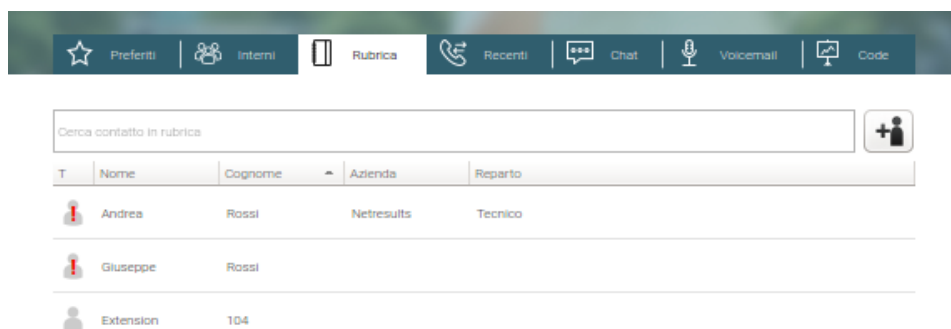 Preferiti Interni Rubrica Recenti Chat Voicemail Code
Cerca contatto in rubrica
T Nome Cognome Azienda Reparto
Andrea Rossi Netresults Tecnico
Giuseppe Rossi
Extension 104